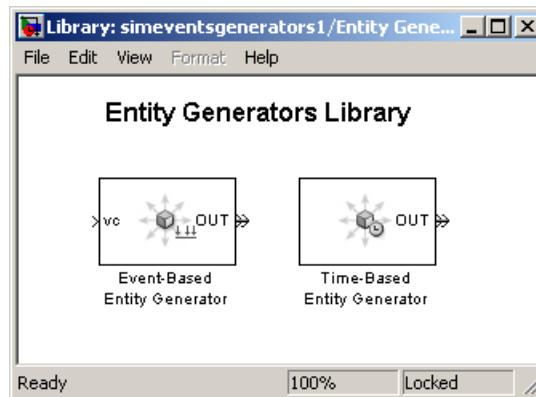 Library: simeventsgenerators1/Entity Gene...
File Edit View Format Help
Entity Generators Library
vc OUT
OUT
Event-Based
Entity Generator
Time-Based
Entity Generator
Ready 100% Locked